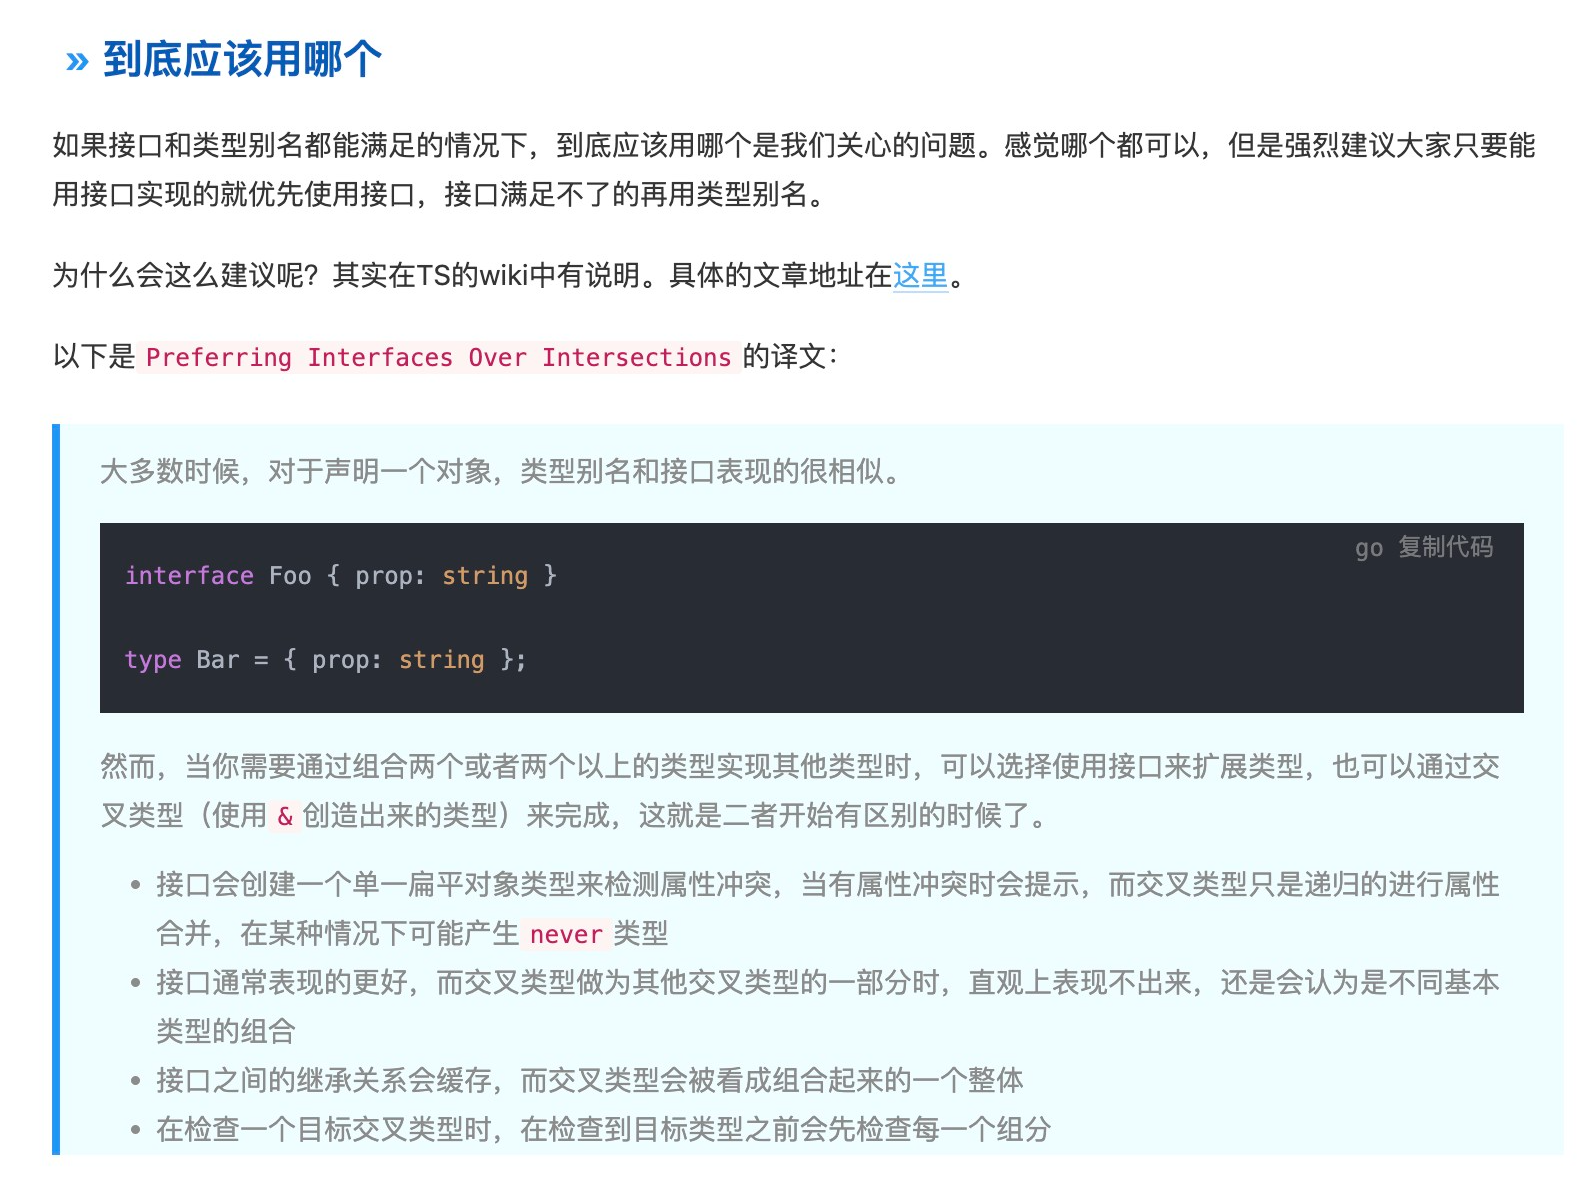 » 到底应该用哪个
如果接口和类型别名都能满足的情况下，到底应该用哪个是我们关心的问题。感觉哪个都可以，但是强烈建议大家只要能
用接口实现的就优先使用接口，接口满足不了的再用类型别名。
为什么会这么建议呢？其实在TS的wiki中有说明。具体的文章地址在这里。
以下是 Preferring Interfaces Over Intersections 的译文：
大多数时候，对于声明一个对象，类型别名和接口表现的很相似。
go 复制代码
interface Foo { prop: string }
type Bar = { prop: string };
然而，当你需要通过组合两个或者两个以上的类型实现其他类型时，可以选择使用接口来扩展类型，也可以通过交
叉类型（使用 & 创造出来的类型）来完成，这就是二者开始有区别的时候了。
• 接口会创建一个单一扁平对象类型来检测属性冲突，当有属性冲突时会提示，而交叉类型只是递归的进行属性
合并，在某种情况下可能产生 never 类型
• 接口通常表现的更好，而交叉类型做为其他交叉类型的一部分时，直观上表现不出来，还是会认为是不同基本
类型的组合
• 接口之间的继承关系会缓存，而交叉类型会被看成组合起来的一个整体
• 在检查一个目标交叉类型时，在检查到目标类型之前会先检查每一个组分